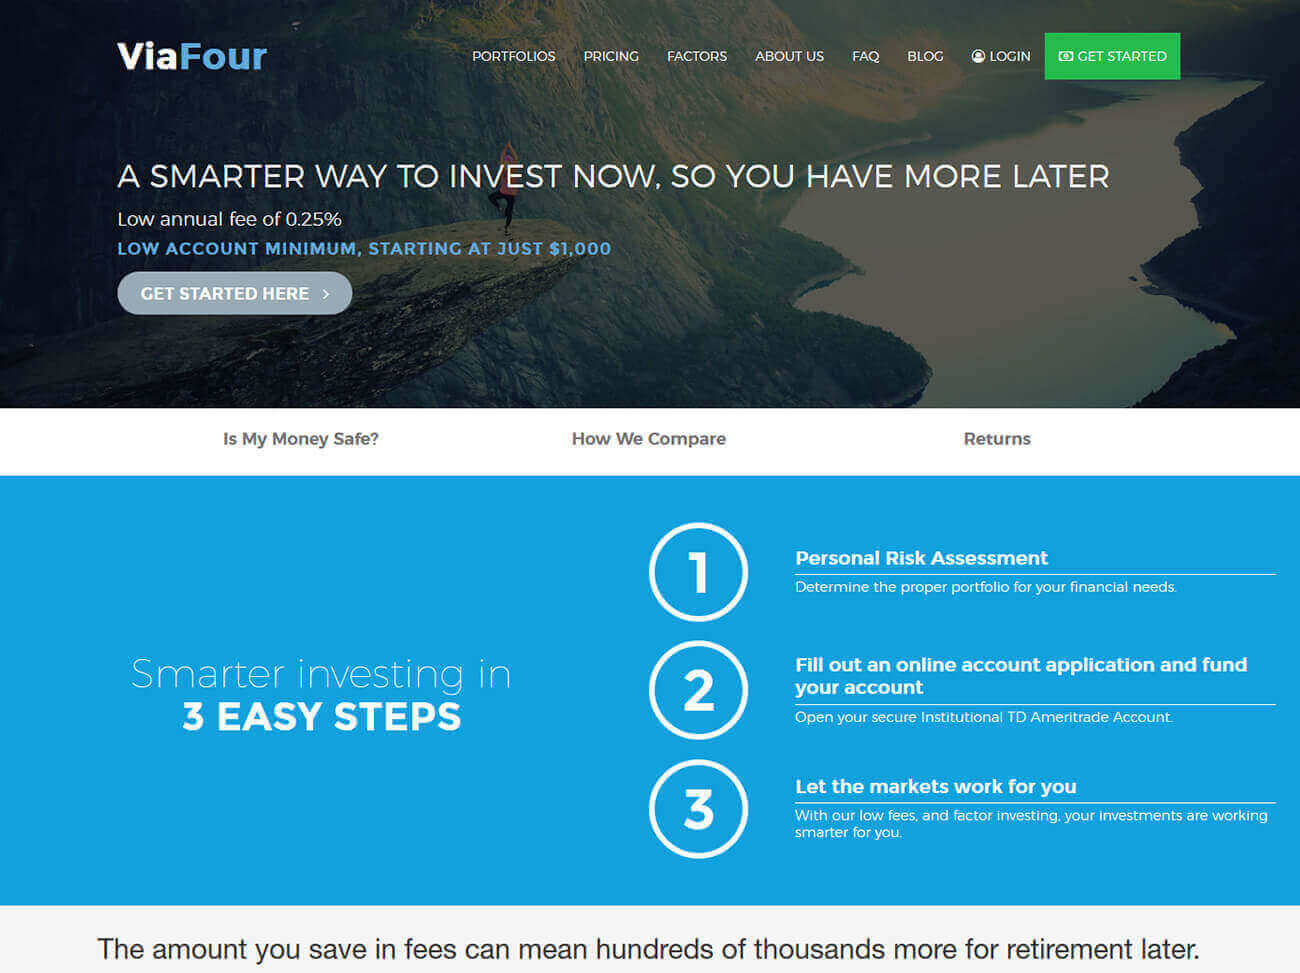 ViaFour
PORTFOLIOS PRICING FACTORS ABOUT US FAQ BLOG LOGIN GET STARTED
A SMARTER WAY TO INVEST NOW, SO YOU HAVE MORE LATER
Low annual fee of 0.25%
LOW ACCOUNT MINIMUM, STARTING AT JUST $1,000
GET STARTED HERE >
Is My Money Safe? How We Compare Returns
Smarter investing in
3 EASY STEPS
1
Personal Risk Assessment
Determine the proper portfolio for your financial needs.
2
Fill out an online account application and fund
your account
Open your secure Institutional TD Ameritrade Account.
3
Let the markets work for you
With our low fees, and factor investing, your investments are working
smarter for you.
The amount you save in fees can mean hundreds of thousands more for retirement later.